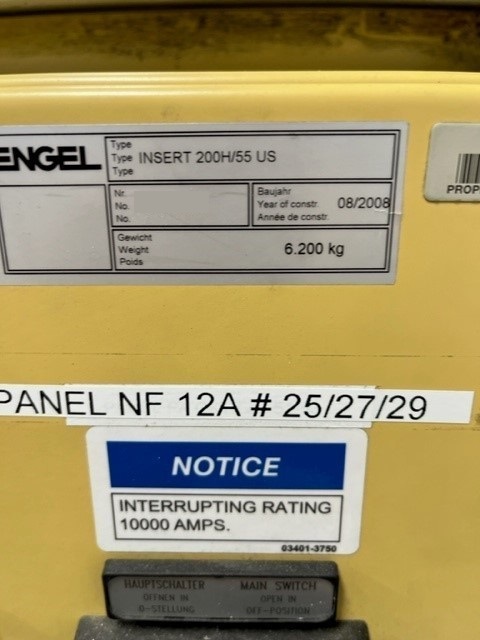 ENGEL
Type
Type INSERT 200H/55 US
Type
Nr.
No.
No.
Baujahr
Year of constr. 08/2008
Année de constr.
Gewicht
Weight 6.200 kg
Poids
PROP
PANEL NF 12A # 25/27/29
NOTICE
INTERRUPTING RATING
10000 AMPS.
03401-3750
HAUPTSCHALTER MAIN SWITCH
ÖFFNEN IN OPEN IN
0-STELLUNG OFF-POSITION